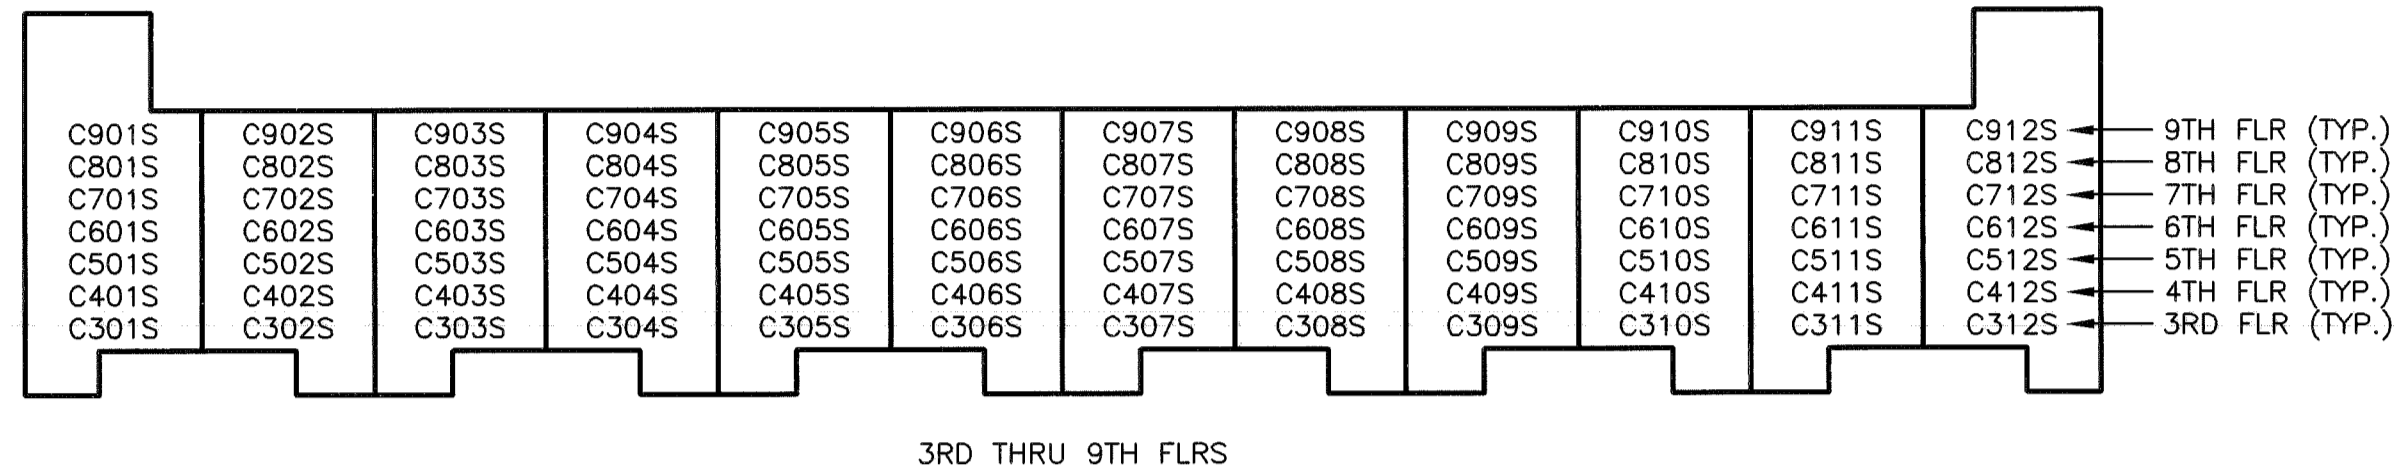 C901S C902S C903S C904S C905S C906S C907S C908S C909S C910S C911S C912S 9TH FLR (TYP.)
C801S C802S C803S C804S C805S C806S C807S C808S C809S C810S C811S C812S 8TH FLR (TYP.)
C701S C702S C703S C704S C705S C706S C707S C708S C709S C710S C711S C712S 7TH FLR (TYP.)
C601S C602S C603S C604S C605S C606S C607S C608S C609S C610S C611S C612S 6TH FLR (TYP.)
C501S C502S C503S C504S C505S C506S C507S C508S C509S C510S C511S C512S 5TH FLR (TYP.)
C401S C402S C403S C404S C405S C406S C407S C408S C409S C410S C411S C412S 4TH FLR (TYP.)
C301S C302S C303S C304S C305S C306S C307S C308S C309S C310S C311S C312S 3RD FLR (TYP.)
3RD THRU 9TH FLRS